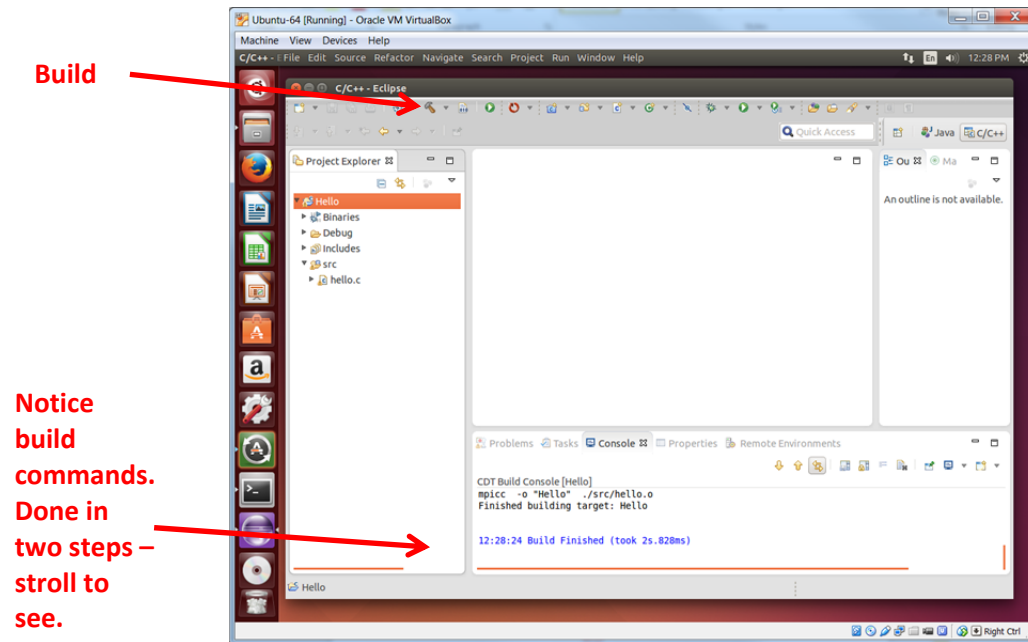 Ubuntu-64 [Running] - Oracle VM VirtualBox
Machine View Devices Help
C/C++ - E File Edit Source Refactor Navigate Search Project Run Window Help En 12:28 PM
Build
C/C++ - Eclipse
Quick Access Java C/C++
Project Explorer Ou Ma
Hello
An outline is not available.
Binaries
Debug
Includes
src
hello.c
a
Notice
build
commands.
Done in
two steps –
stroll to
see.
Problems Tasks Console Properties Remote Environments
CDT Build Console [Hello]
mpicc -o "Hello" ./src/hello.o
Finished building target: Hello
12:28:24 Build Finished (took 2s.828ms)
Hello
Right Ctrl